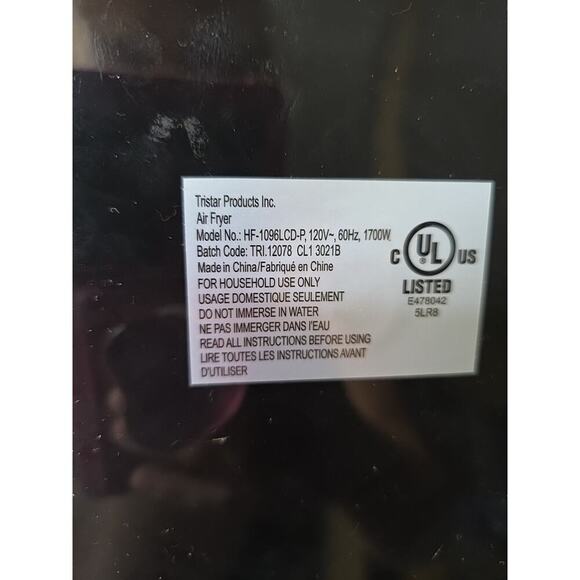 Tristar Products Inc.
Air Fryer
Model No.: HF-1096LCD-P, 120V~, 60Hz, 1700W
Batch Code: TRI.12078 CL1 3021B
Made in China/Fabriqué en Chine
FOR HOUSEHOLD USE ONLY
USAGE DOMESTIQUE SEULEMENT
DO NOT IMMERSE IN WATER
NE PAS IMMERGER DANS l'EAU
READ ALL INSTRUCTIONS BEFORE USING
LIRE TOUTES LES INSTRUCTIONS AVANT
D'UTILISER
C UL ® US
LISTED
E478042
5LR8